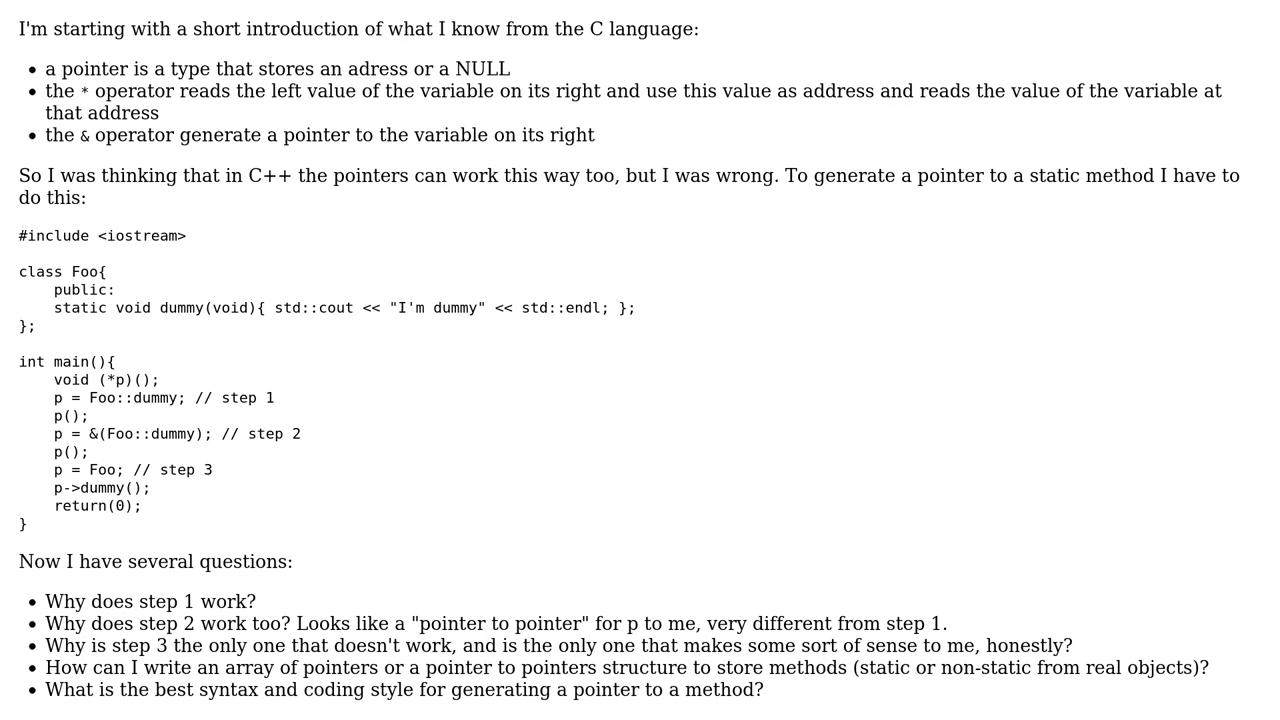 I'm starting with a short introduction of what I know from the C language:
• a pointer is a type that stores an adress or a NULL
• the * operator reads the left value of the variable on its right and use this value as address and reads the value of the variable at
that address
• the & operator generate a pointer to the variable on its right
So I was thinking that in C++ the pointers can work this way too, but I was wrong. To generate a pointer to a static method I have to
do this:
#include <iostream>
class Foo{
    public:
    static void dummy(void){ std::cout << "I'm dummy" << std::endl; };
};
int main(){
    void (*p)();
    p = Foo::dummy; // step 1
    p();
    p = &(Foo::dummy); // step 2
    p();
    p = Foo; // step 3
    p->dummy();
    return(0);
}
Now I have several questions:
• Why does step 1 work?
• Why does step 2 work too? Looks like a "pointer to pointer" for p to me, very different from step 1.
• Why is step 3 the only one that doesn't work, and is the only one that makes some sort of sense to me, honestly?
• How can I write an array of pointers or a pointer to pointers structure to store methods (static or non-static from real objects)?
• What is the best syntax and coding style for generating a pointer to a method?